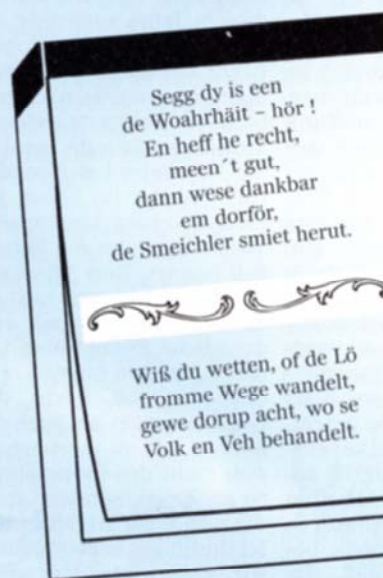 Segg dy is een
de Woahrhäit – hör !
En heff he recht,
meen´t gut,
dann wese dankbar
em dorför,
de Smeichler smiet herut.
Wiß du wetten, of de Lö
fromme Wege wandelt,
gewe dorup acht, wo se
Volk en Veh behandelt.